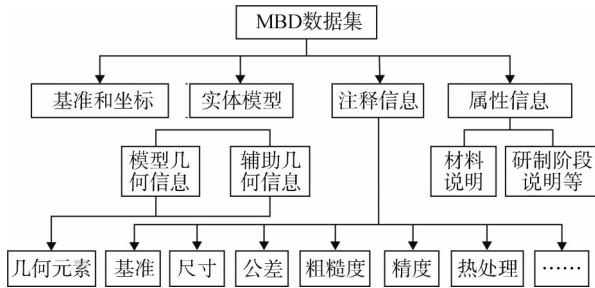 MBD数据集
基准和坐标
实体模型
注释信息
属性信息
模型几
何信息
辅助几
何信息
材料
说明
研制阶段
说明等
几何元素
基准
尺寸
公差
粗糙度
精度
热处理
……